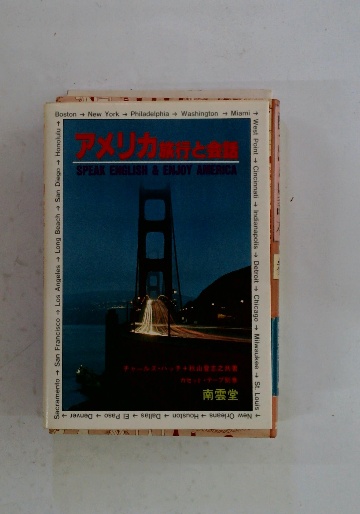 Boston → New York → Philadelphia → Washington → Miami →
West Point → Cincinnati → Indianapolis → Detroit → Chicago → Milwaukee → St. Louis →
New Orleans → Houston → Dallas → El Paso → Denver →
Sacramento → San Francisco → Los Angeles → Long Beach → San Diego → Honolulu →
アメリカ旅行と会話
SPEAK ENGLISH & ENJOY AMERICA
南雲堂